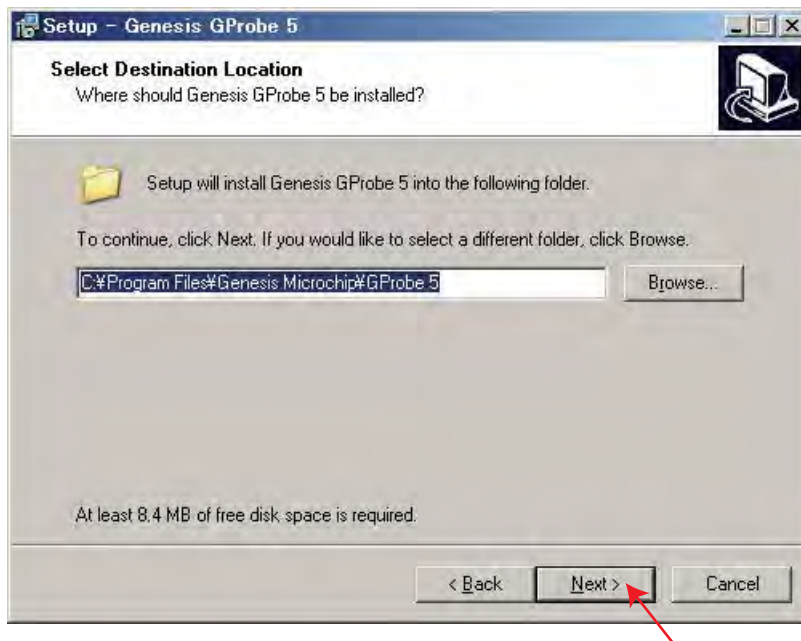 Setup - Genesis GProbe 5
Select Destination Location
Where should Genesis GProbe 5 be installed?
Setup will install Genesis GProbe 5 into the following folder.
To continue, click Next. If you would like to select a different folder, click Browse.
C:¥Program Files¥Genesis Microchip¥GProbe 5
Browse...
At least 8.4 MB of free disk space is required.
< Back
Next >
Cancel